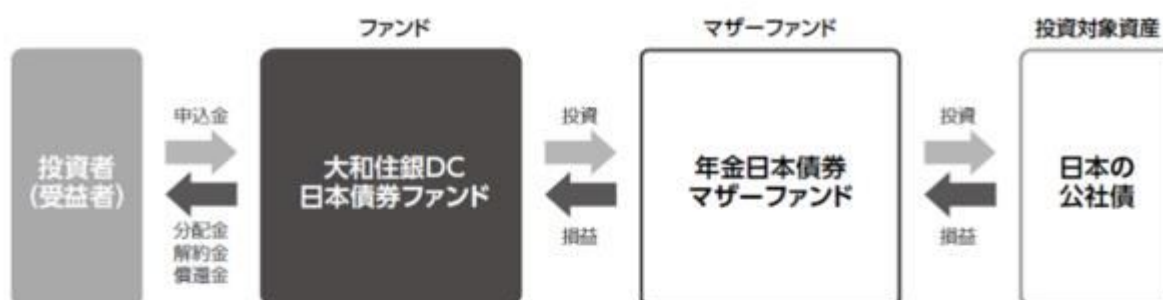 ファンド
マザーファンド
投資対象資産
投資者
(受益者)
申込金
分配金
解約金
償還金
大和住銀DC
日本債券ファンド
投資
損益
年金日本債券
マザーファンド
投資
損益
日本の
公社債